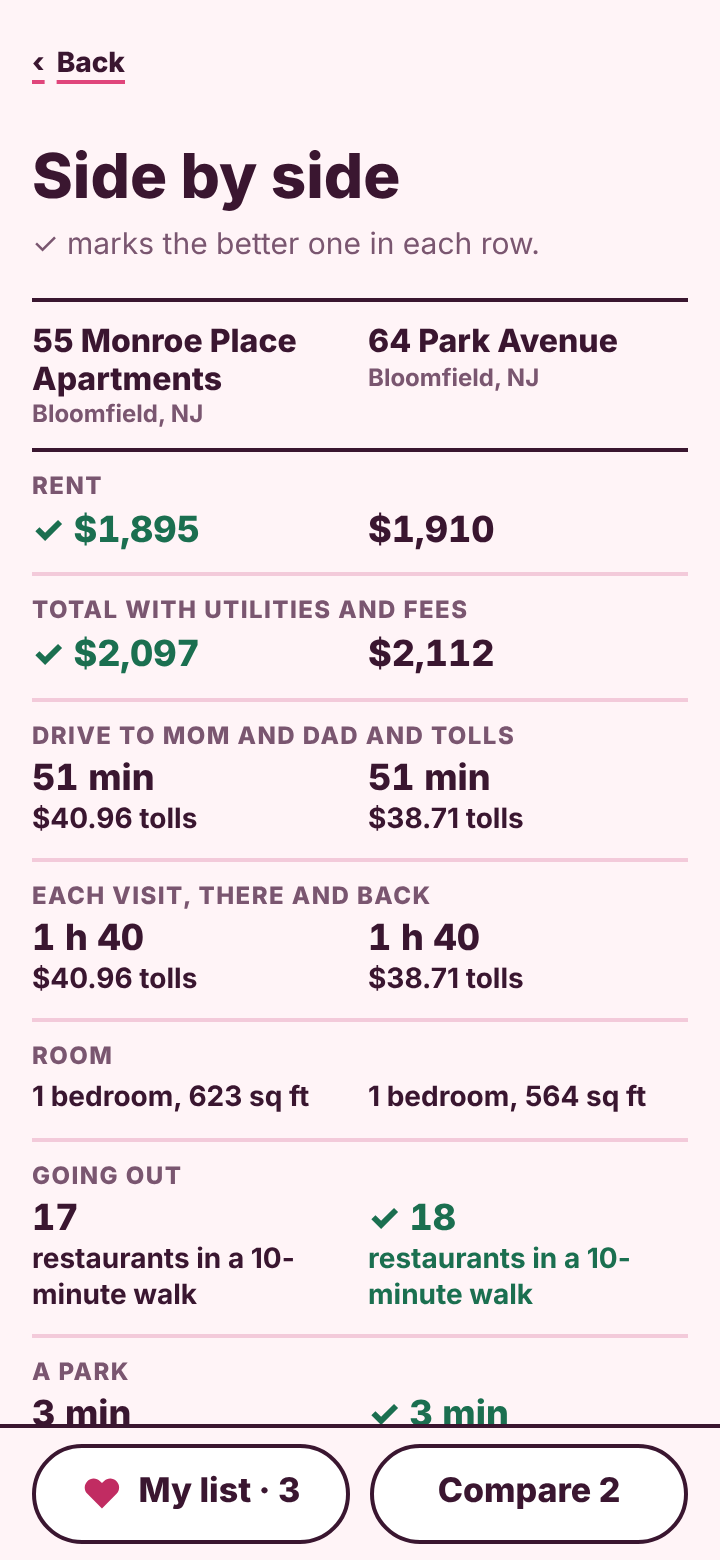 ‹ Back
Side by side
✓ marks the better one in each row.
55 Monroe Place Apartments
Bloomfield, NJ
64 Park Avenue
Bloomfield, NJ
RENT
✓ $1,895 $1,910
TOTAL WITH UTILITIES AND FEES
✓ $2,097 $2,112
DRIVE TO MOM AND DAD AND TOLLS
51 min 51 min
$40.96 tolls $38.71 tolls
EACH VISIT, THERE AND BACK
1 h 40 1 h 40
$40.96 tolls $38.71 tolls
ROOM
1 bedroom, 623 sq ft 1 bedroom, 564 sq ft
GOING OUT
17 ✓ 18
restaurants in a 10- restaurants in a 10-
minute walk minute walk
A PARK
3 min ✓ 3 min
My list · 3 Compare 2